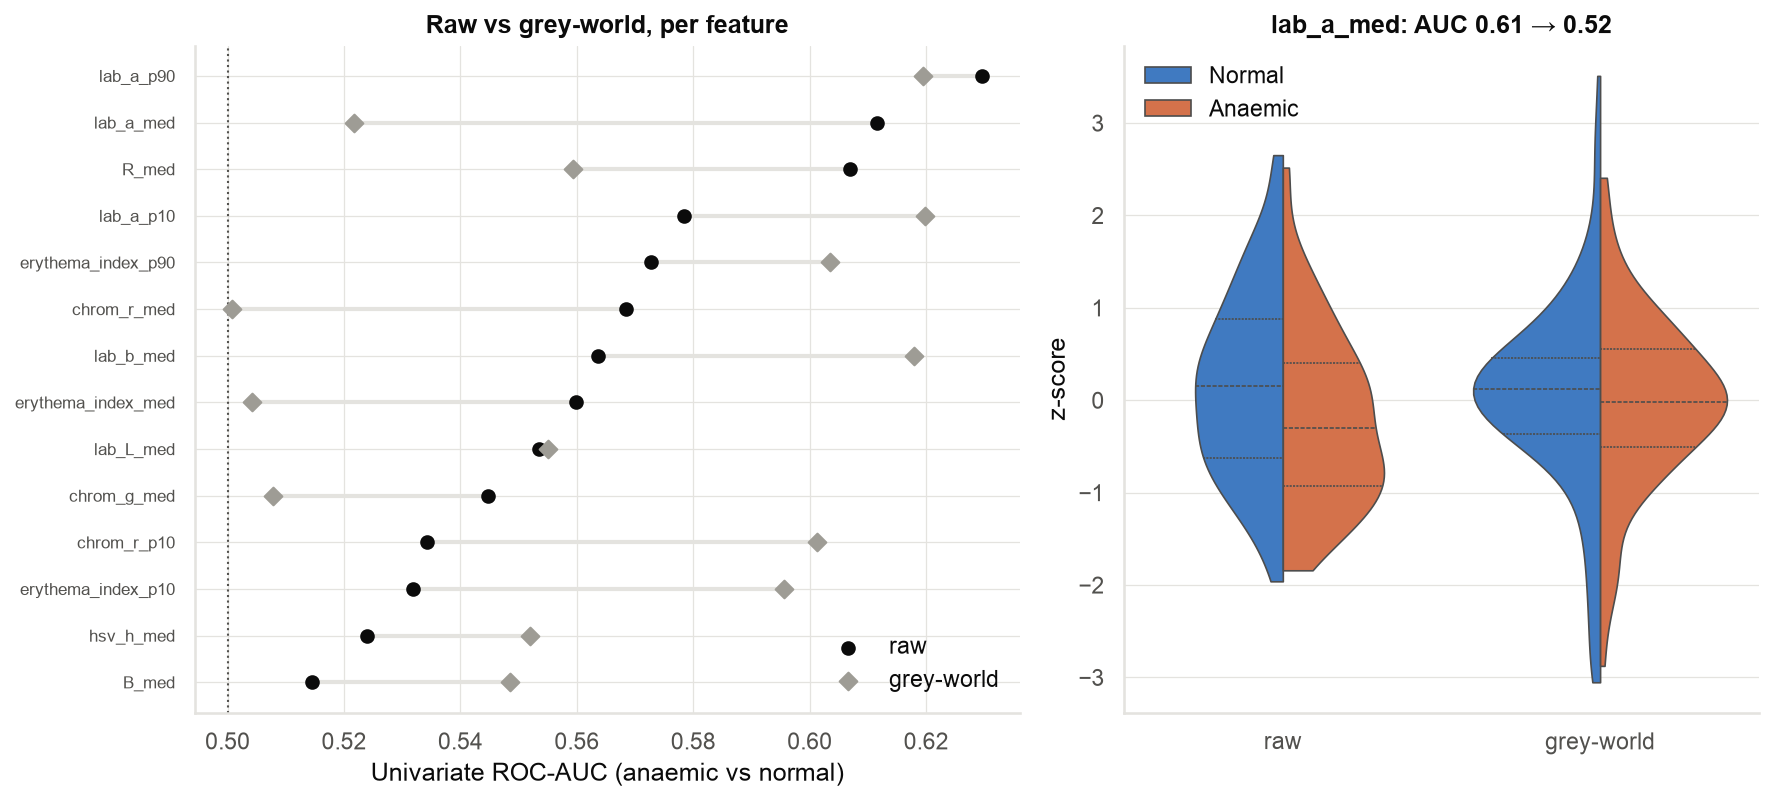 Raw vs grey-world, per feature
lab_a_p90
lab_a_med
R_med
lab_a_p10
erythema_index_p90
chrom_r_med
lab_b_med
erythema_index_med
lab_L_med
chrom_g_med
chrom_r_p10
erythema_index_p10
hsv_h_med
B_med
raw
grey-world
0.50 0.52 0.54 0.56 0.58 0.60 0.62
Univariate ROC-AUC (anaemic vs normal)
lab_a_med: AUC 0.61 → 0.52
Normal
Anaemic
z-score
3
2
1
0
−1
−2
−3
raw grey-world